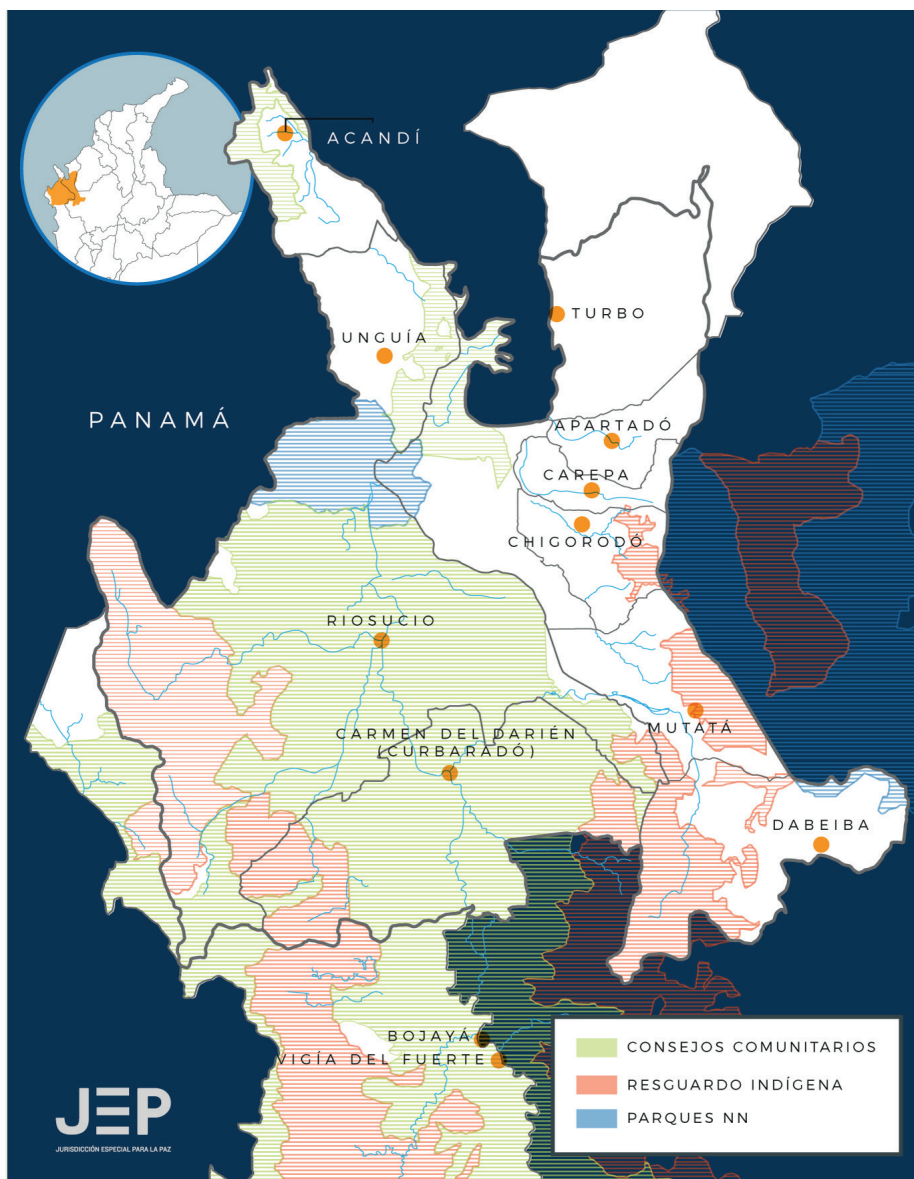 ACANDÍ
TURBO
UNGUÍA
PANAMÁ
APARTADÓ
CAREPA
CHIGORODÓ
RIOSUCIO
MUTATÁ
CARMEN DEL DARIÉN
(CURBARADÓ)
DABEIBA
BOJAYÁ
VIGÍA DEL FUERTE
CONSEJOS COMUNITARIOS
RESGUARDO INDÍGENA
PARQUES NN
JEP
JURISDICCIÓN ESPECIAL PARA LA PAZ